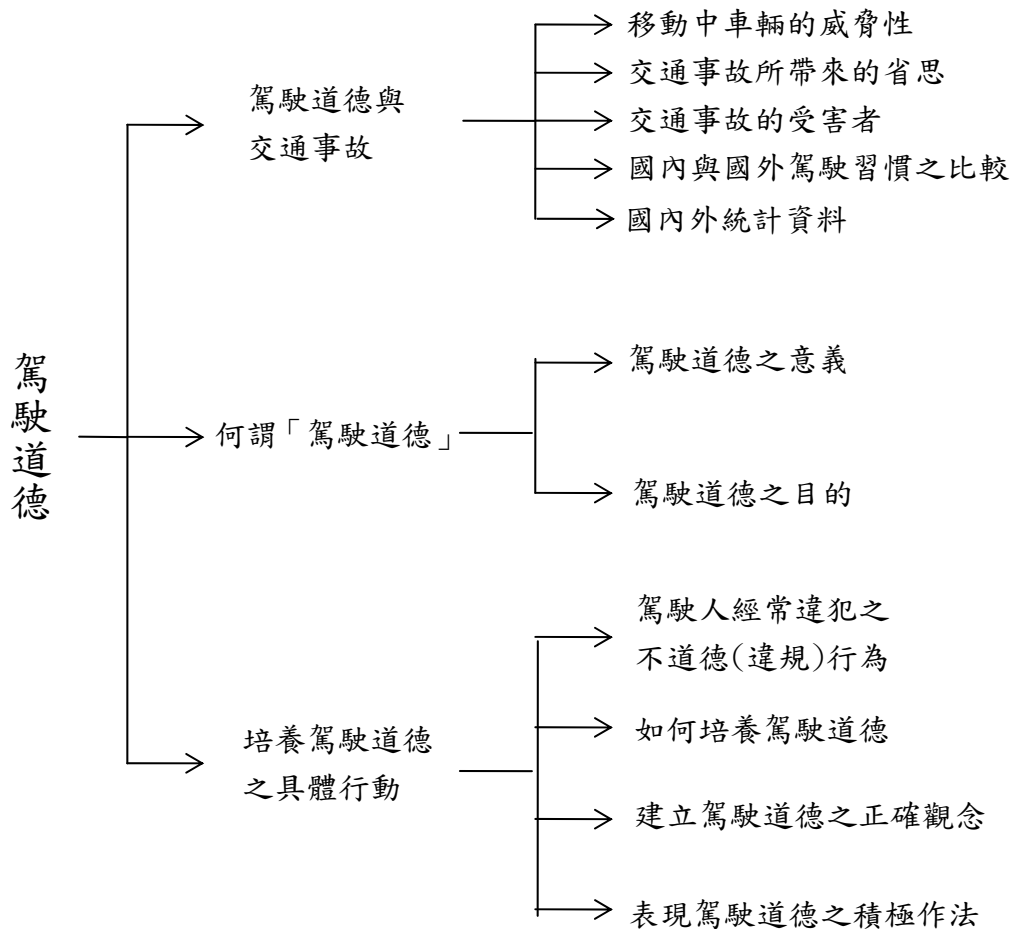 駕駛道德
駕駛道德與
交通事故
移動中車輛的威脅性
交通事故所帶來的省思
交通事故的受害者
國內與國外駕駛習慣之比較
國內外統計資料
何謂「駕駛道德」
駕駛道德之意義
駕駛道德之目的
培養駕駛道德
之具體行動
駕駛人經常違犯之
不道德(違規)行為
如何培養駕駛道德
建立駕駛道德之正確觀念
表現駕駛道德之積極作法